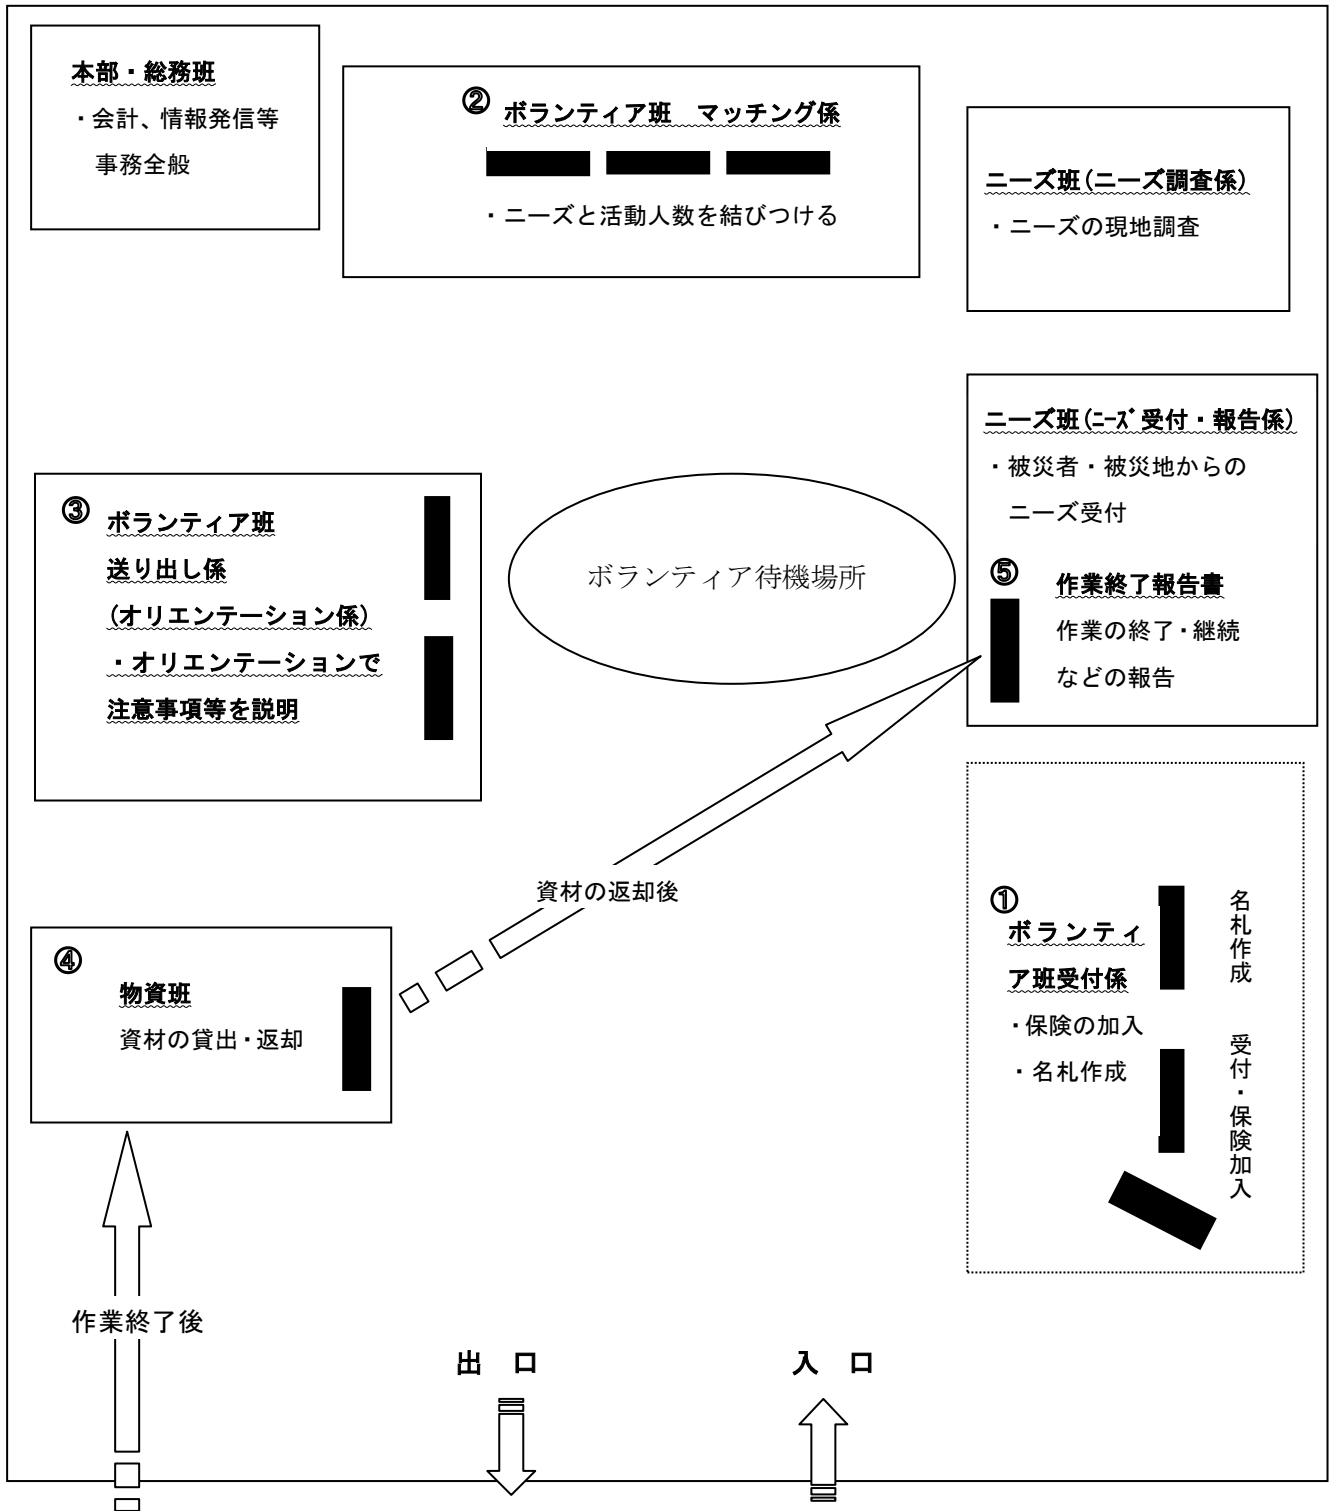 本部・総務班
・会計、情報発信等
事務全般
② ボランティア班　マッチング係
・ニーズと活動人数を結びつける
ニーズ班(ニーズ調査係)
・ニーズの現地調査
ニーズ班(ﾆｰｽﾞ受付・報告係)
・被災者・被災地からの
ニーズ受付
⑤ 作業終了報告書
作業の終了・継続
などの報告
③ ボランティア班
送り出し係
(オリエンテーション係)
・オリエンテーションで
注意事項等を説明
ボランティア待機場所
資材の返却後
④
物資班
資材の貸出・返却
①
ボランティ
ア班受付係
・保険の加入
・名札作成
名札作成
受付・保険加入
作業終了後
出　口
入　口